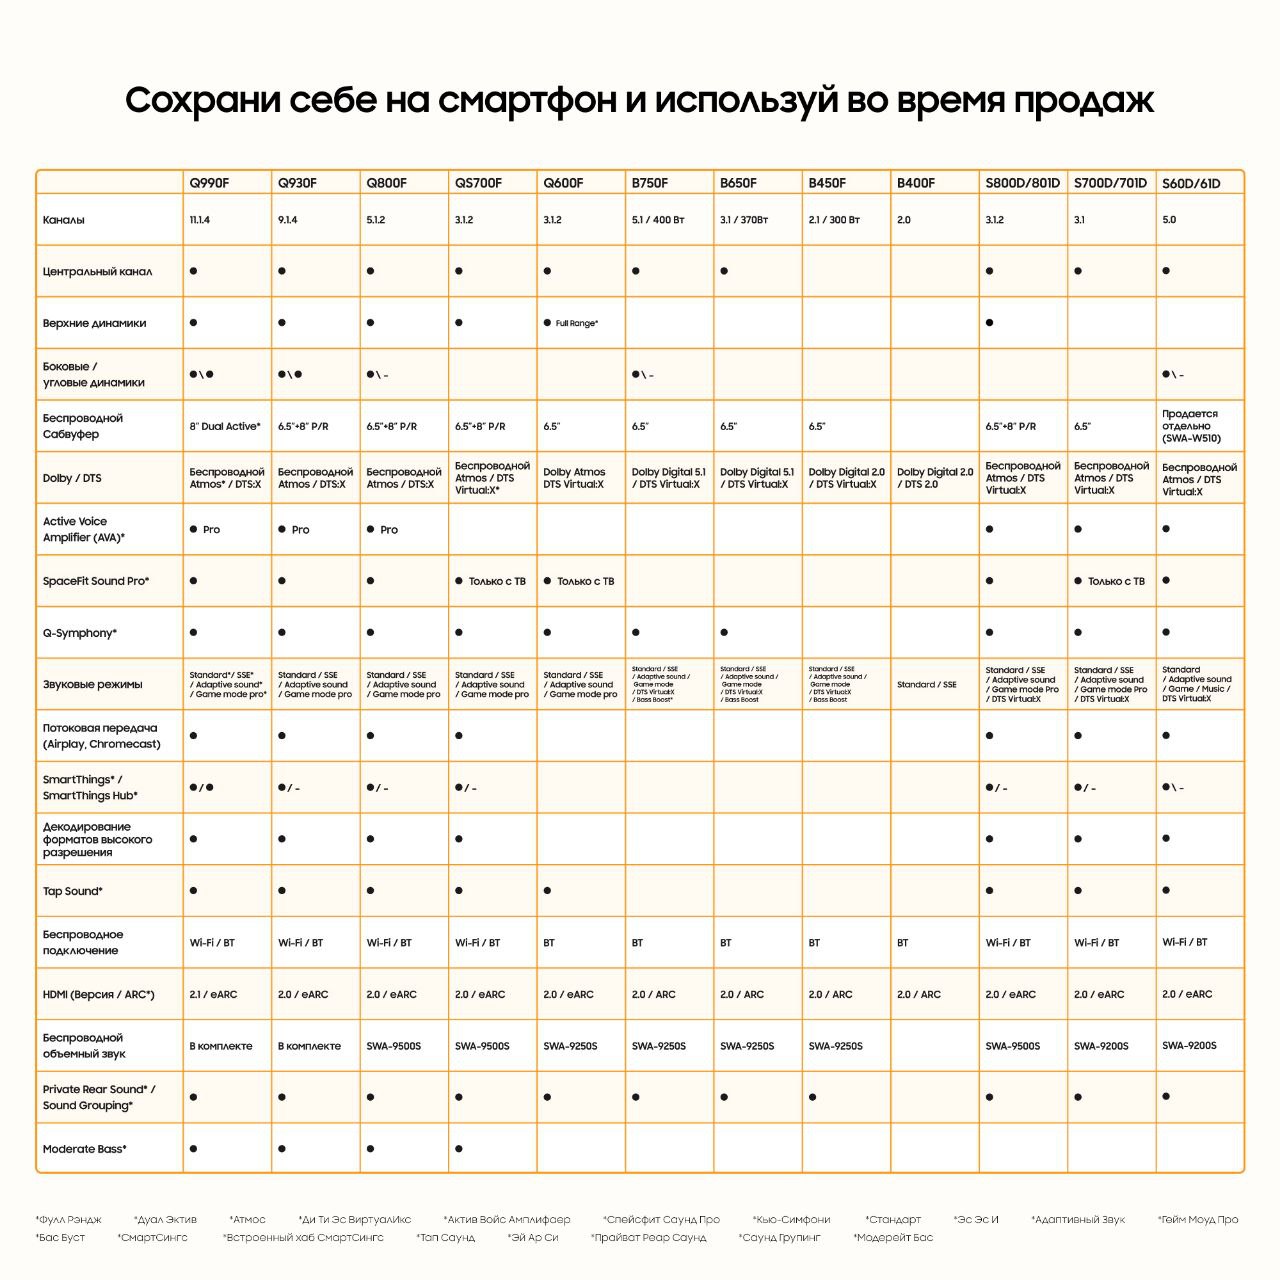 Сохрани себе на смартфон и используй во время продаж
Q990F Q930F Q800F QS700F Q600F B750F B650F B450F B400F S800D/801D S700D/701D S60D/61D
Каналы 11.1.4 9.1.4 5.1.2 3.1.2 3.1.2 5.1 / 400 Вт 3.1 / 370Вт 2.1 / 300 Вт 2.0 3.1.2 3.1 5.0
Центральный канал ● ● ● ● ● ● ● ● ● ●
Верхние динамики ● ● ● ● ● Full Range* ●
Боковые /
угловые динамики ●\● ●\● ●\ - ●\ - ●\ -
Беспроводной
Сабвуфер 8" Dual Active* 6.5"+8" P/R 6.5"+8" P/R 6.5"+8" P/R 6.5" 6.5" 6.5" 6.5" 6.5"+8" P/R 6.5"
Продается
отдельно
(SWA-W510)
Dolby / DTS
Беспроводной
Atmos* / DTS:X
Беспроводной
Atmos / DTS:X
Беспроводной
Atmos / DTS:X
Беспроводной
Atmos / DTS
Virtual:X*
Dolby Atmos
DTS Virtual:X
Dolby Digital 5.1
/ DTS Virtual:X
Dolby Digital 5.1
/ DTS Virtual:X
Dolby Digital 2.0
/ DTS Virtual:X
Dolby Digital 2.0
/ DTS 2.0
Беспроводной
Atmos / DTS
Virtual:X
Беспроводной
Atmos / DTS
Virtual:X
Беспроводной
Atmos / DTS
Virtual:X
Active Voice
Amplifier (AVA)* ● Pro ● Pro ● Pro ● ● ●
SpaceFit Sound Pro* ● ● ● ● Только с ТВ ● Только с ТВ ● ● Только с ТВ ●
Q-Symphony* ● ● ● ● ● ● ● ● ● ●
Звуковые режимы
Standard*/ SSE*
/ Adaptive sound*
/ Game mode pro*
Standard / SSE
/ Adaptive sound
/ Game mode pro
Standard / SSE
/ Adaptive sound
/ Game mode pro
Standard / SSE
/ Adaptive sound
/ Game mode pro
Standard / SSE
/ Adaptive sound
/ Game mode pro
Standard / SSE
/ Adaptive sound /
Game mode
/ DTS Virtual:X
/ Bass Boost*
Standard / SSE
/ Adaptive sound /
Game mode
/ DTS Virtual:X
/ Bass Boost
Standard / SSE
/ Adaptive sound /
Game mode
/ DTS Virtual:X
/ Bass Boost
Standard / SSE
Standard / SSE
/ Adaptive sound
/ Game mode Pro
/ DTS Virtual:X
Standard / SSE
/ Adaptive sound
/ Game mode Pro
/ DTS Virtual:X
Standard
/ Adaptive sound
/ Game / Music /
DTS Virtual:X
Потоковая передача
(Airplay, Chromecast) ● ● ● ● ● ● ●
SmartThings* /
SmartThings Hub* ●/● ●/ - ●/ - ●/ - ●/ - ●/ - ●\ -
Декодирование
форматов высокого
разрешения ● ● ● ● ● ● ●
Tap Sound* ● ● ● ● ● ● ● ●
Беспроводное
подключение Wi-Fi / BT Wi-Fi / BT Wi-Fi / BT Wi-Fi / BT BT BT BT BT BT Wi-Fi / BT Wi-Fi / BT Wi-Fi / BT
HDMI (Версия / ARC*) 2.1 / eARC 2.0 / eARC 2.0 / eARC 2.0 / eARC 2.0 / eARC 2.0 / ARC 2.0 / ARC 2.0 / ARC 2.0 / ARC 2.0 / eARC 2.0 / eARC 2.0 / eARC
Беспроводной
объемный звук В комплекте В комплекте SWA-9500S SWA-9500S SWA-9250S SWA-9250S SWA-9250S SWA-9250S SWA-9500S SWA-9200S SWA-9200S
Private Rear Sound* /
Sound Grouping* ● ● ● ● ● ● ● ● ● ● ●
Moderate Bass* ● ● ● ●
*Фулл Рэндж *Дуал Эктив *Атмос *Ди Ти Эс ВиртуалИкс *Актив Войс Амплифаер *Спейсфит Саунд Про *Кью-Симфони *Стандарт *Эс Эс И *Адаптивный Звук *Гейм Моуд Про
*Бас Буст *СмартСингс *Встроенный хаб СмартСингс *Тап Саунд *Эй Ар Си *Прайват Реар Саунд *Саунд Групинг *Модерейт Бас